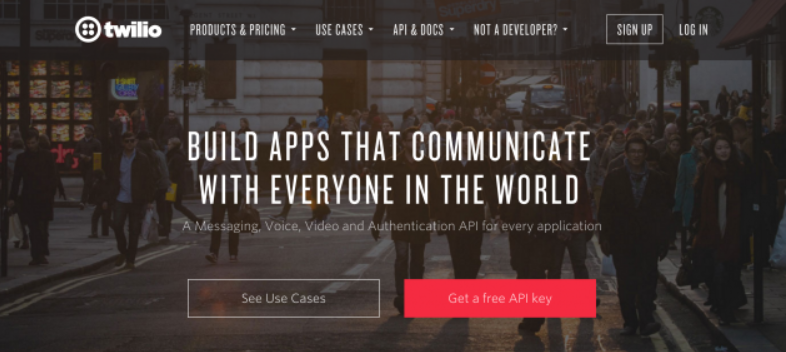 twilio
PRODUCTS & PRICING
USE CASES
API & DOCS
NOT A DEVELOPER?
SIGN UP
LOG IN
BUILD APPS THAT COMMUNICATE
WITH EVERYONE IN THE WORLD
A Messaging, Voice, Video and Authentication API for every application
See Use Cases
Get a free API key